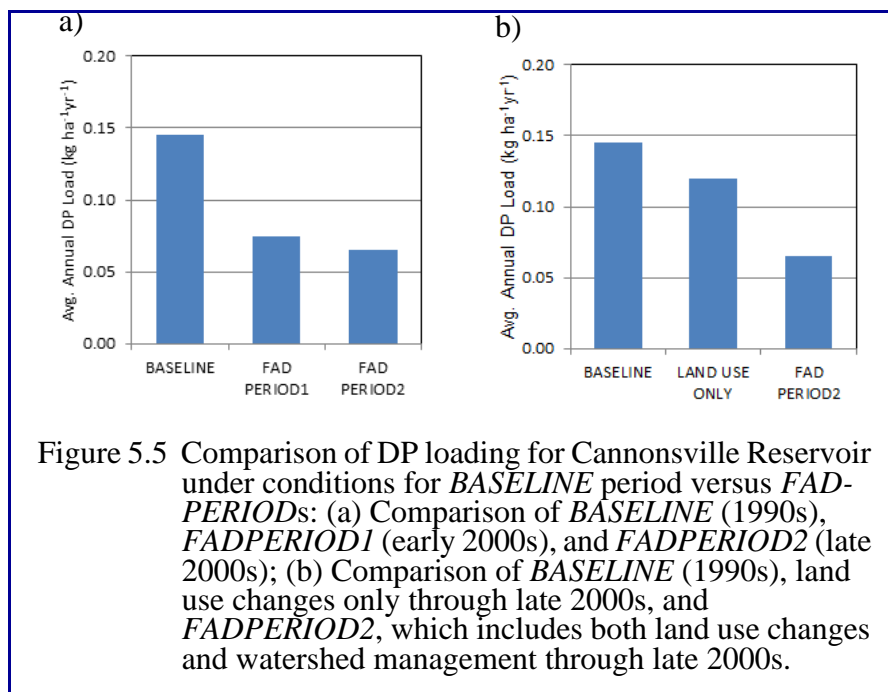 a)
Avg. Annual DP Load (kg ha⁻¹yr⁻¹)
0.20
0.15
0.10
0.05
0.00
BASELINE
FAD
PERIOD1
FAD
PERIOD2
b)
Avg. Annual DP Load (kg ha⁻¹yr⁻¹)
0.20
0.15
0.10
0.05
0.00
BASELINE
LAND USE
ONLY
FAD
PERIOD2
Figure 5.5 Comparison of DP loading for Cannonsville Reservoir
under conditions for BASELINE period versus FAD-
PERIODs: (a) Comparison of BASELINE (1990s),
FADPERIOD1 (early 2000s), and FADPERIOD2 (late
2000s); (b) Comparison of BASELINE (1990s), land
use changes only through late 2000s, and
FADPERIOD2, which includes both land use changes
and watershed management through late 2000s.